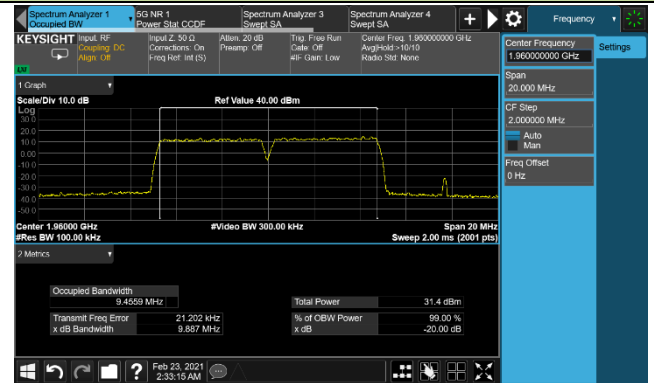 Spectrum Analyzer 1
Occupied BW
5G NR 1
Power Stat CCDF
Spectrum Analyzer 3
Swept SA
Spectrum Analyzer 4
Swept SA
+
Frequency
KEYSIGHT
Input: RF
Coupling: DC
Align: Off
Input Z: 50 Ω
Corrections: On
Freq Ref: Int (S)
Atten: 20 dB
Preamp: Off
Trig: Free Run
Gate: Off
#IF Gain: Low
Center Freq: 1.960000000 GHz
Avg|Hold:>10/10
Radio Std: None
Center Frequency
1.960000000 GHz
Settings
Span
20.000 MHz
CF Step
2.000000 MHz
Auto
Man
Freq Offset
0 Hz
1 Graph
Scale/Div 10.0 dB
Ref Value 40.00 dBm
Log
30.0
20.0
10.0
0.00
-10.0
-20.0
-30.0
-40.0
-50.0
Center 1.96000 GHz
#Video BW 300.00 kHz
Span 20 MHz
#Res BW 100.00 kHz
Sweep 2.00 ms (2001 pts)
2 Metrics
Occupied Bandwidth
9.4559 MHz
Total Power
31.4 dBm
Transmit Freq Error
21.202 kHz
% of OBW Power
99.00 %
x dB Bandwidth
9.887 MHz
x dB
-20.00 dB
?
Feb 23, 2021
2:33:15 AM